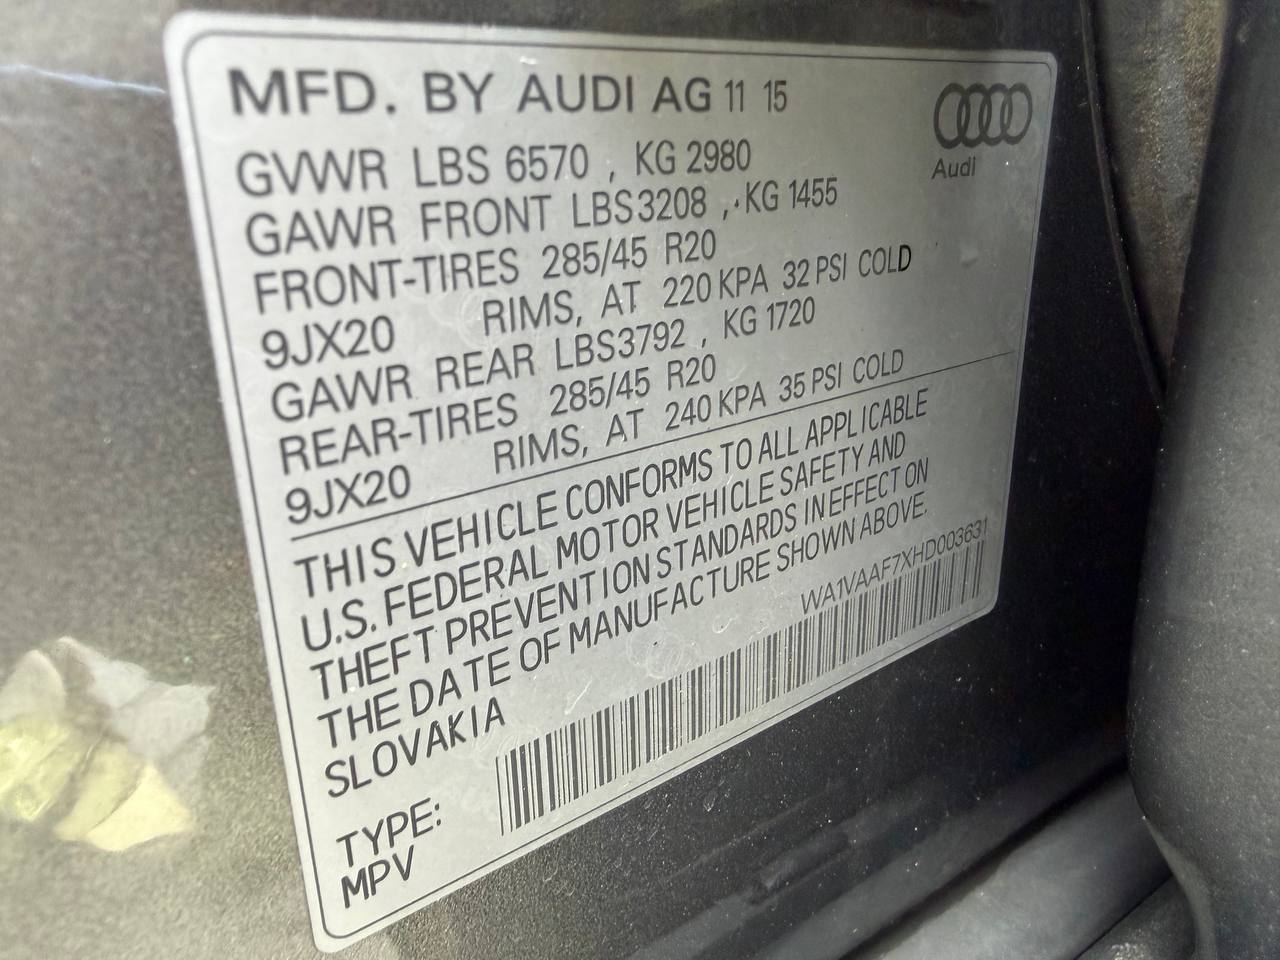 MFD. BY AUDI AG 11 15
Audi
GVWR LBS 6570 , KG 2980
GAWR FRONT LBS3208 , KG 1455
FRONT-TIRES 285/45 R20
9JX20 RIMS, AT 220 KPA 32 PSI COLD
GAWR REAR LBS3792 , KG 1720
REAR-TIRES 285/45 R20
9JX20 RIMS, AT 240 KPA 35 PSI COLD
THIS VEHICLE CONFORMS TO ALL APPLICABLE
U.S. FEDERAL MOTOR VEHICLE SAFETY AND
THEFT PREVENTION STANDARDS IN EFFECT ON
THE DATE OF MANUFACTURE SHOWN ABOVE.
SLOVAKIA
WA1VAAF7XHD003631
TYPE:
MPV